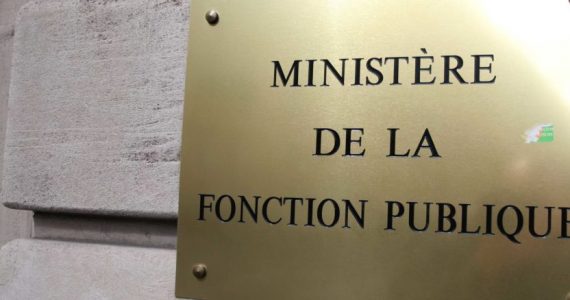 MINISTÈRE
DE LA
FONCTION PUBLIQUE